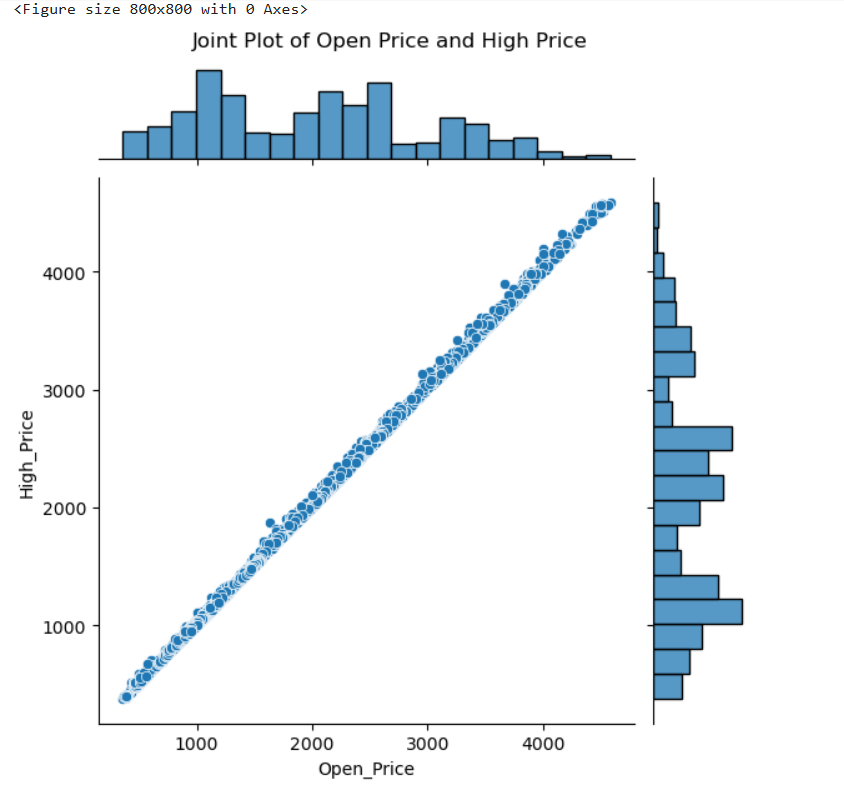 <Figure size 800x800 with 0 Axes>
Joint Plot of Open Price and High Price
4000
3000
2000
1000
High_Price
1000 2000 3000 4000
Open_Price